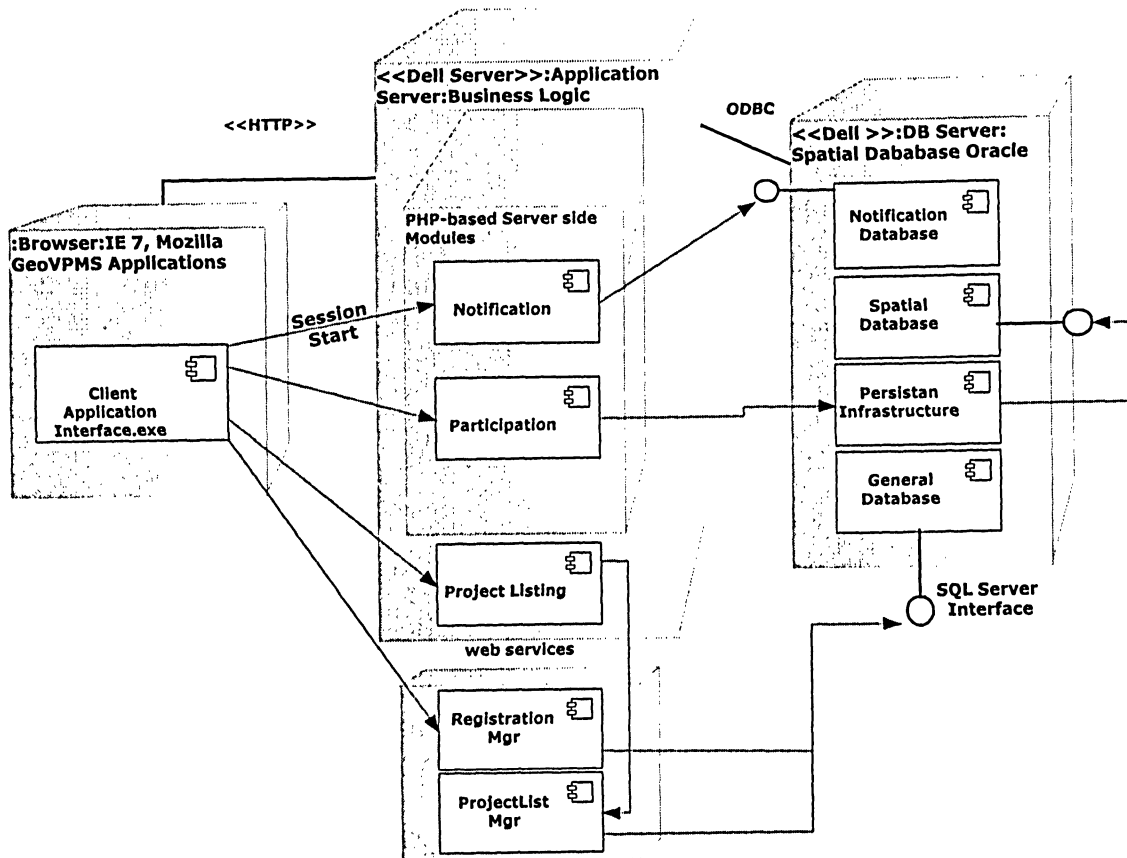 <<Dell Server>>:Application
Server:Business Logic
<<HTTP>>
ODBC
<<Dell >>:DB Server:
Spatial Dababase Oracle
:Browser:IE 7, Mozilla
GeoVPMS Applications
PHP-based Server side
Modules
Notification
Database
Session
Start
Notification
Spatial
Database
Client
Application
Interface.exe
Participation
Persistan
Infrastructure
General
Database
Project Listing
SQL Server
Interface
web services
Registration
Mgr
ProjectList
Mgr